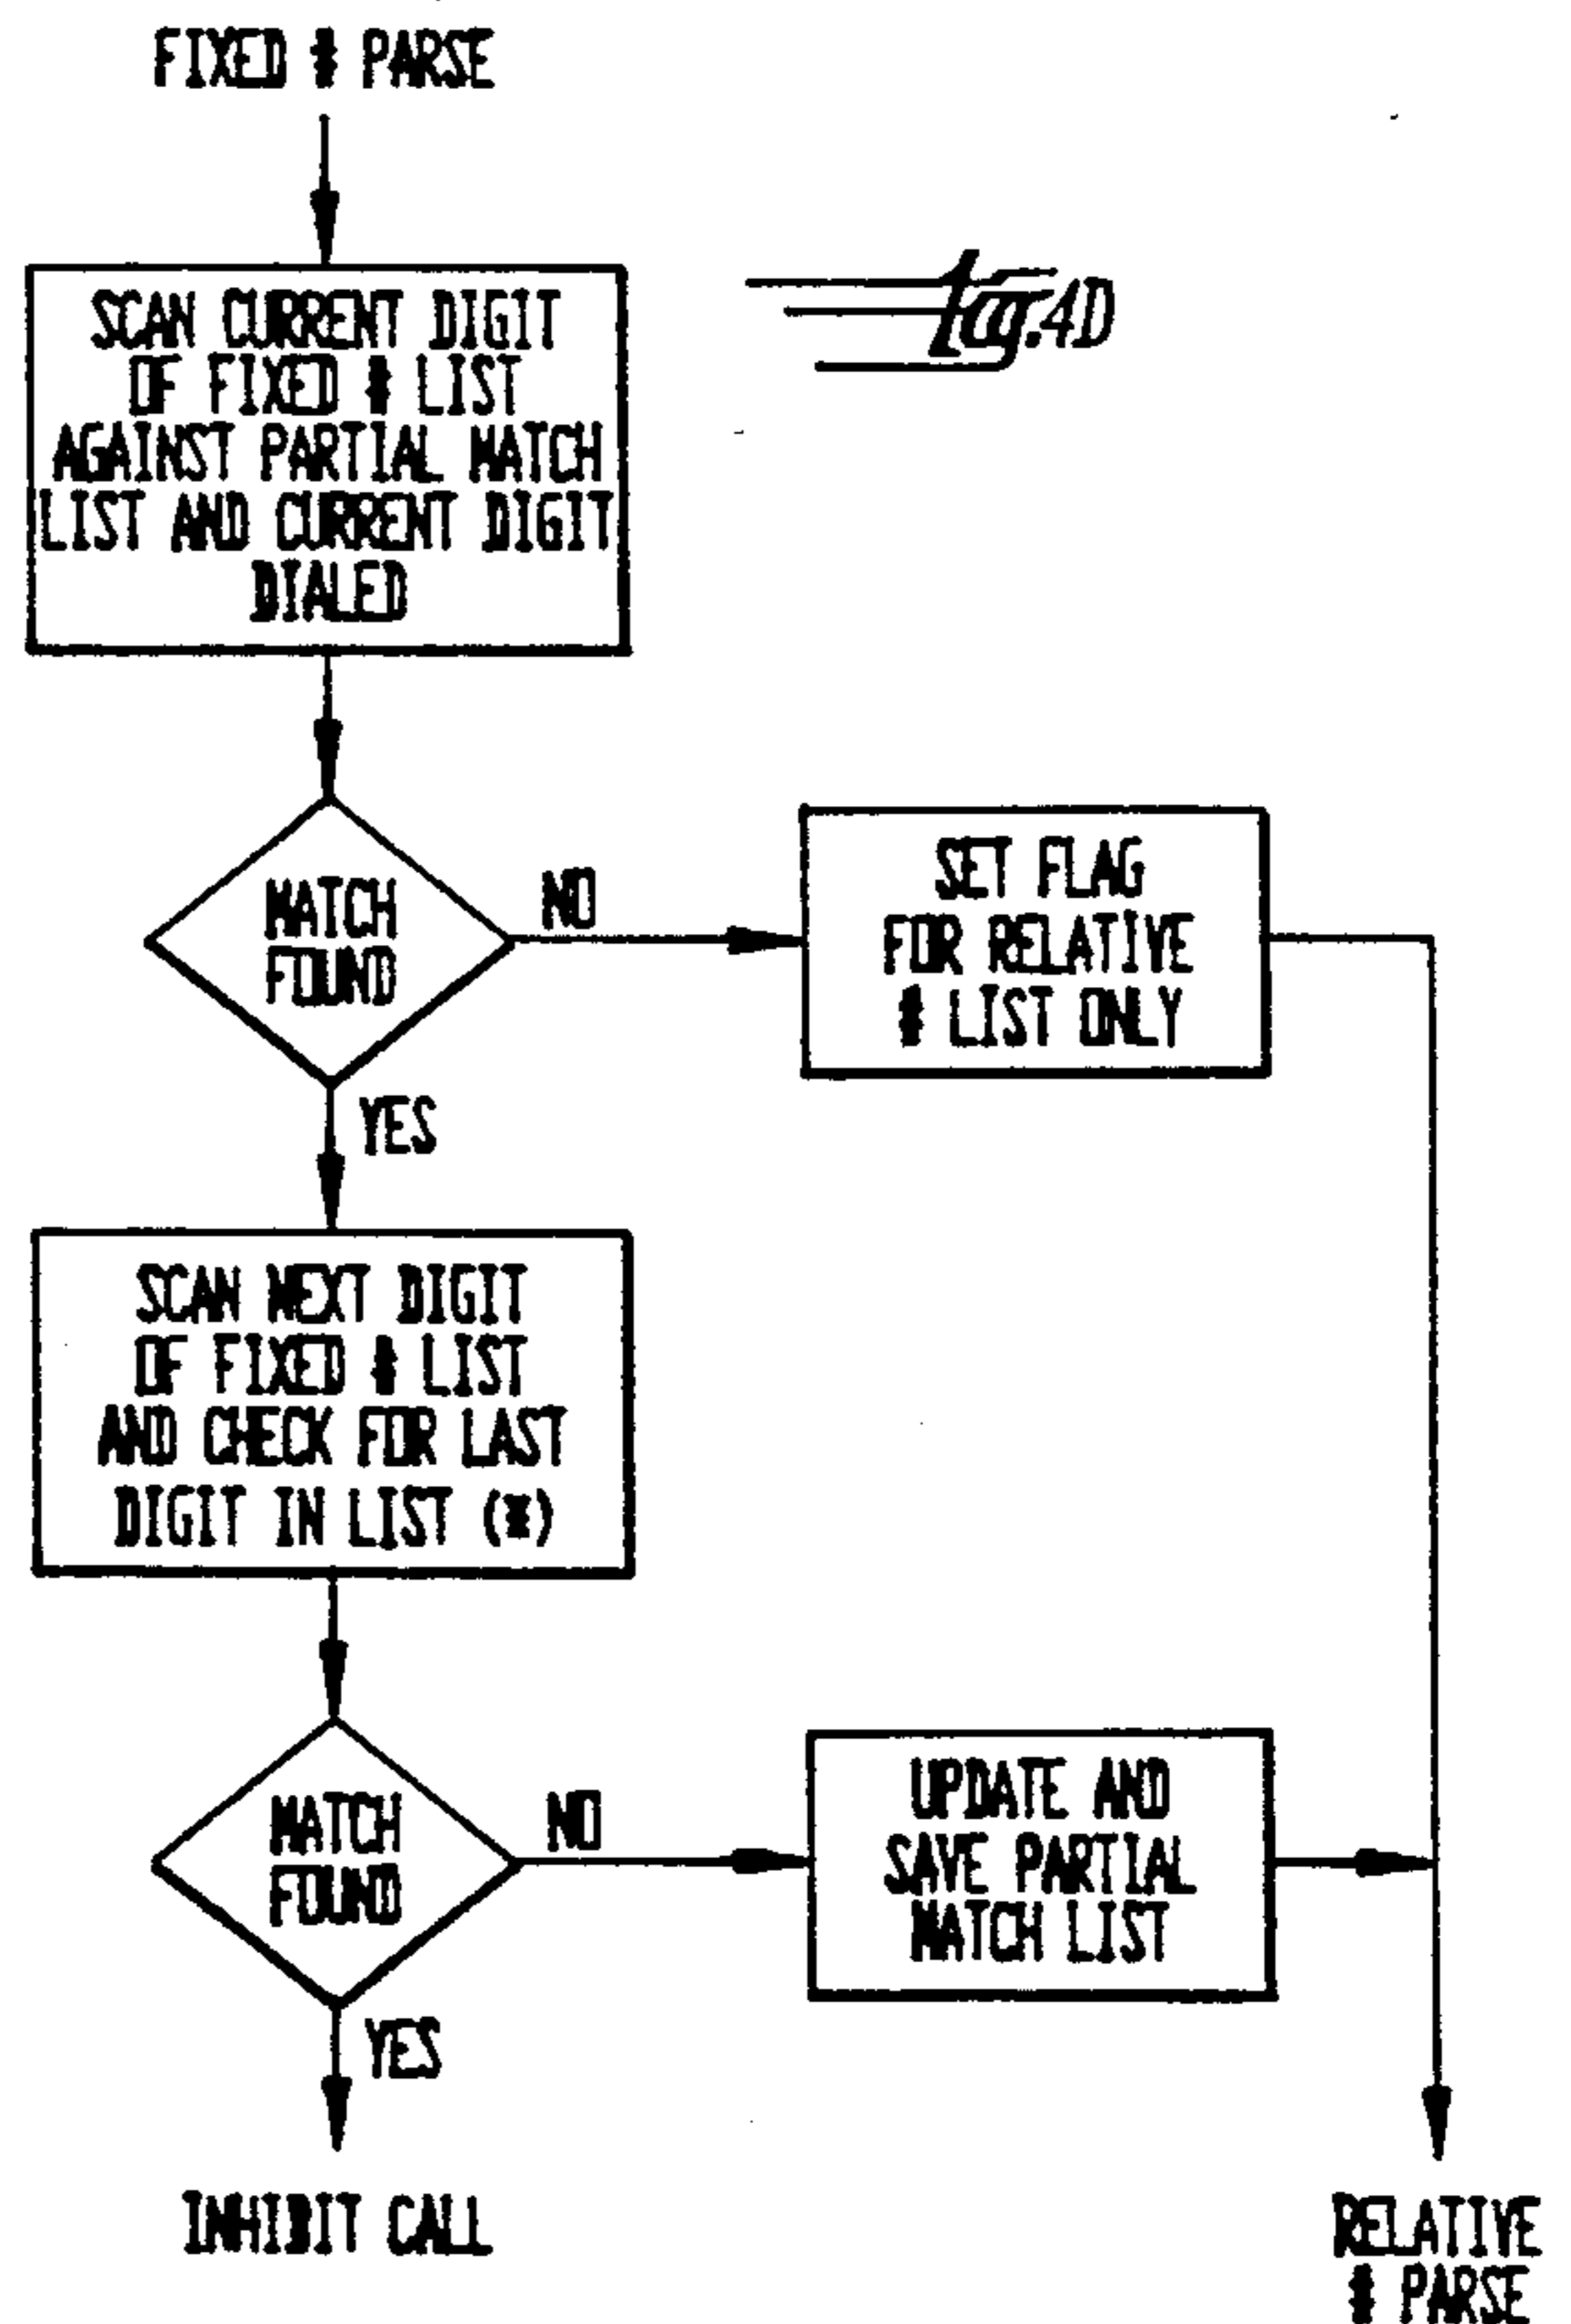 FIXED # PARSE
Fig.4D
SCAN CURRENT DIGIT
OF FIXED # LIST
AGAINST PARTIAL MATCH
LIST AND CURRENT DIGIT
DIALED
MATCH
FOUND
NO
SET FLAG
FOR RELATIVE
# LIST ONLY
YES
SCAN NEXT DIGIT
OF FIXED # LIST
AND CHECK FOR LAST
DIGIT IN LIST (*)
MATCH
FOUND
NO
UPDATE AND
SAVE PARTIAL
MATCH LIST
YES
INHIBIT CALL
RELATIVE
# PARSE